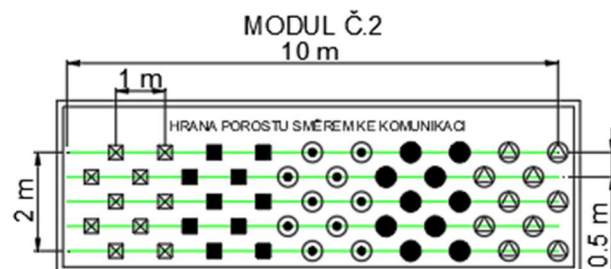 MODUL Č.2
10 m
1 m
HRANA POROSTU SMĚREM KE KOMUNIKACI
2 m
0.5 m